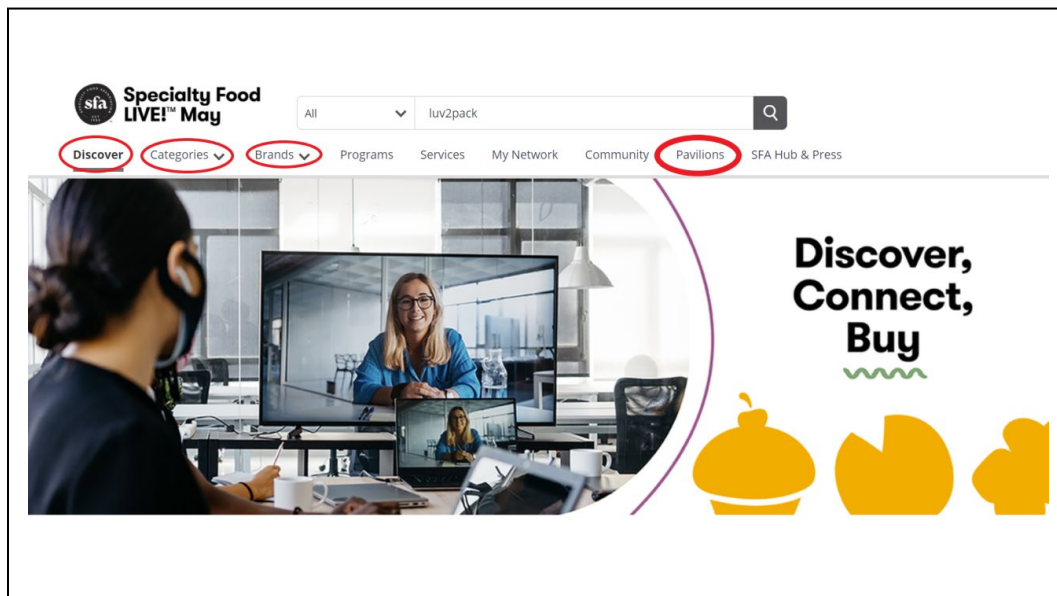 sfa
Specialty Food
LIVE!™ May
All
luv2pack
Discover
Categories
Brands
Programs
Services
My Network
Community
Pavilions
SFA Hub & Press
Discover,
Connect,
Buy